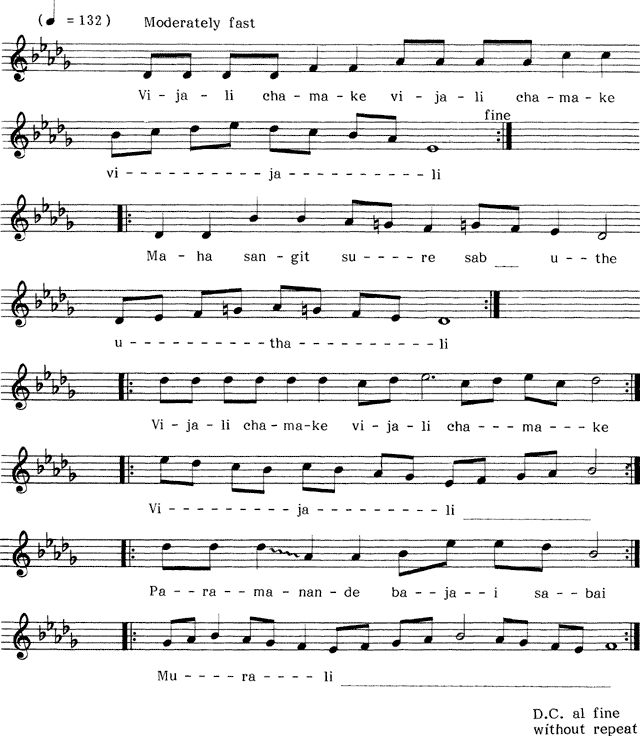 ( ♩ = 132 ) Moderately fast
Vi - ja - li cha - ma - ke vi - ja - li cha - ma - ke
fine
vi - - - - - - - - - - - ja - - - - - - - - - - - li
Ma - ha san - git su - - - - re sab ___ u - - the
u - - - - - - - - - - - tha - - - - - - - - - - - li
Vi - ja - li cha - ma - ke vi - ja - li cha - - - - ma - - - ke
Vi - - - - - - - - - - - ja - - - - - - - - - - - li ___
Pa - - ra - - ma - nan - de ba - - ja - - i sa - - bai
Mu - - - - ra - - - - li ___
D.C. al fine
without repeat